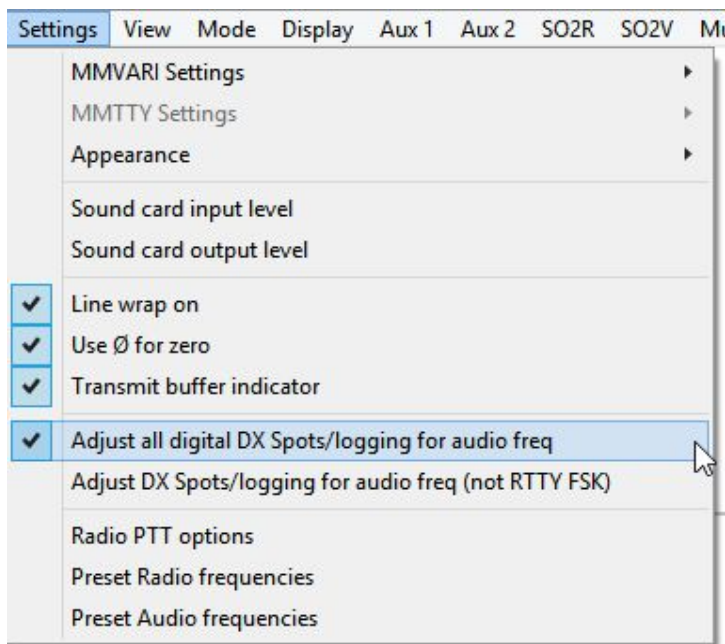 Settings View Mode Display Aux 1 Aux 2 SO2R SO2V
MMVARI Settings
MMTTY Settings
Appearance
Sound card input level
Sound card output level
Line wrap on
Use Ø for zero
Transmit buffer indicator
Adjust all digital DX Spots/logging for audio freq
Adjust DX Spots/logging for audio freq (not RTTY FSK)
Radio PTT options
Preset Radio frequencies
Preset Audio frequencies